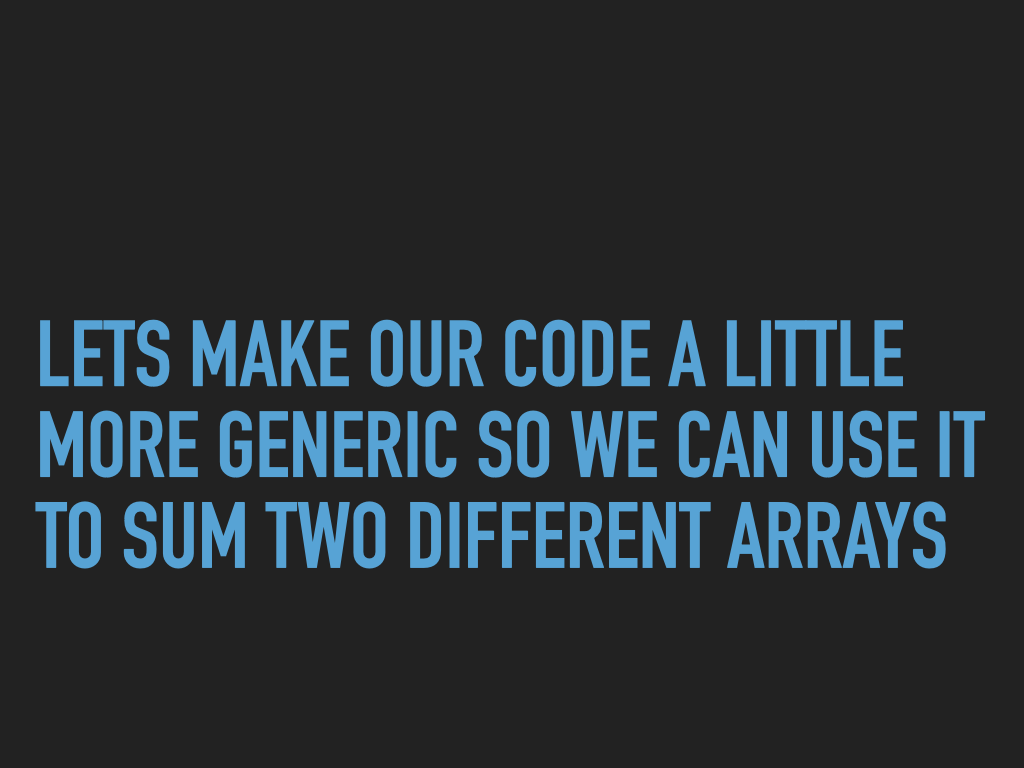 LETS MAKE OUR CODE A LITTLE
MORE GENERIC SO WE CAN USE IT
TO SUM TWO DIFFERENT ARRAYS